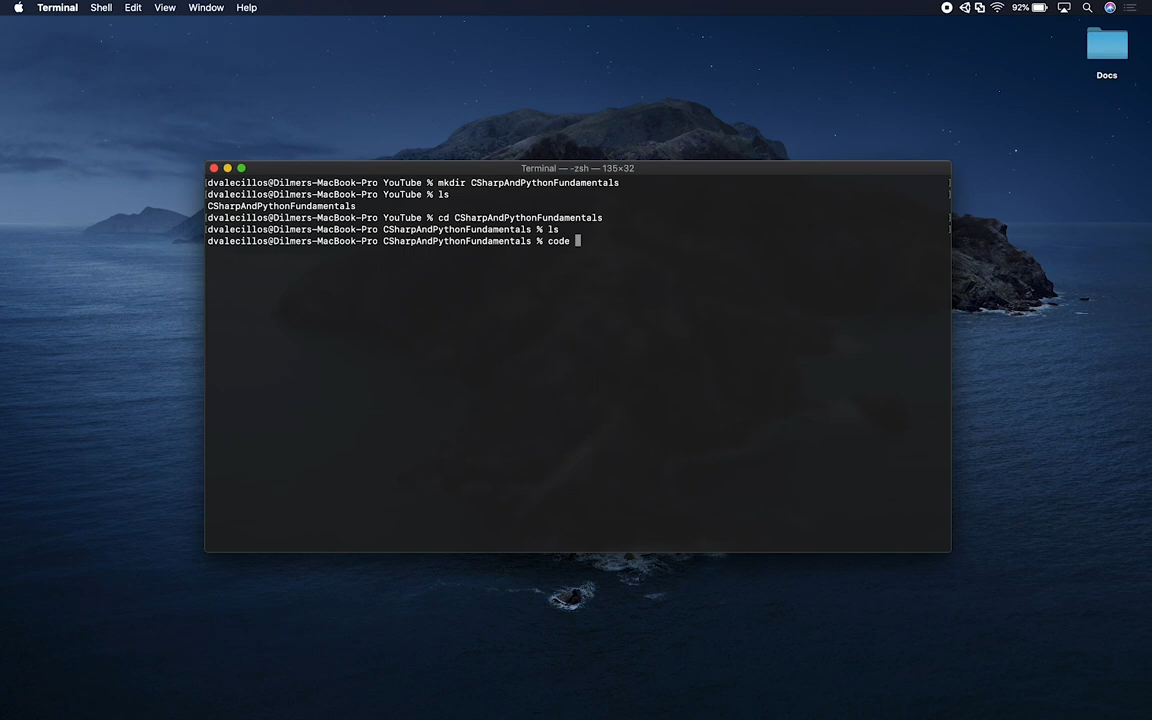 Terminal Shell Edit View Window Help 92%
Docs
Terminal — -zsh — 135×32
dvalecillos@Dilmers-MacBook-Pro YouTube % mkdir CSharpAndPythonFundamentals
dvalecillos@Dilmers-MacBook-Pro YouTube % ls
CSharpAndPythonFundamentals
dvalecillos@Dilmers-MacBook-Pro YouTube % cd CSharpAndPythonFundamentals
dvalecillos@Dilmers-MacBook-Pro CSharpAndPythonFundamentals % ls
dvalecillos@Dilmers-MacBook-Pro CSharpAndPythonFundamentals % code